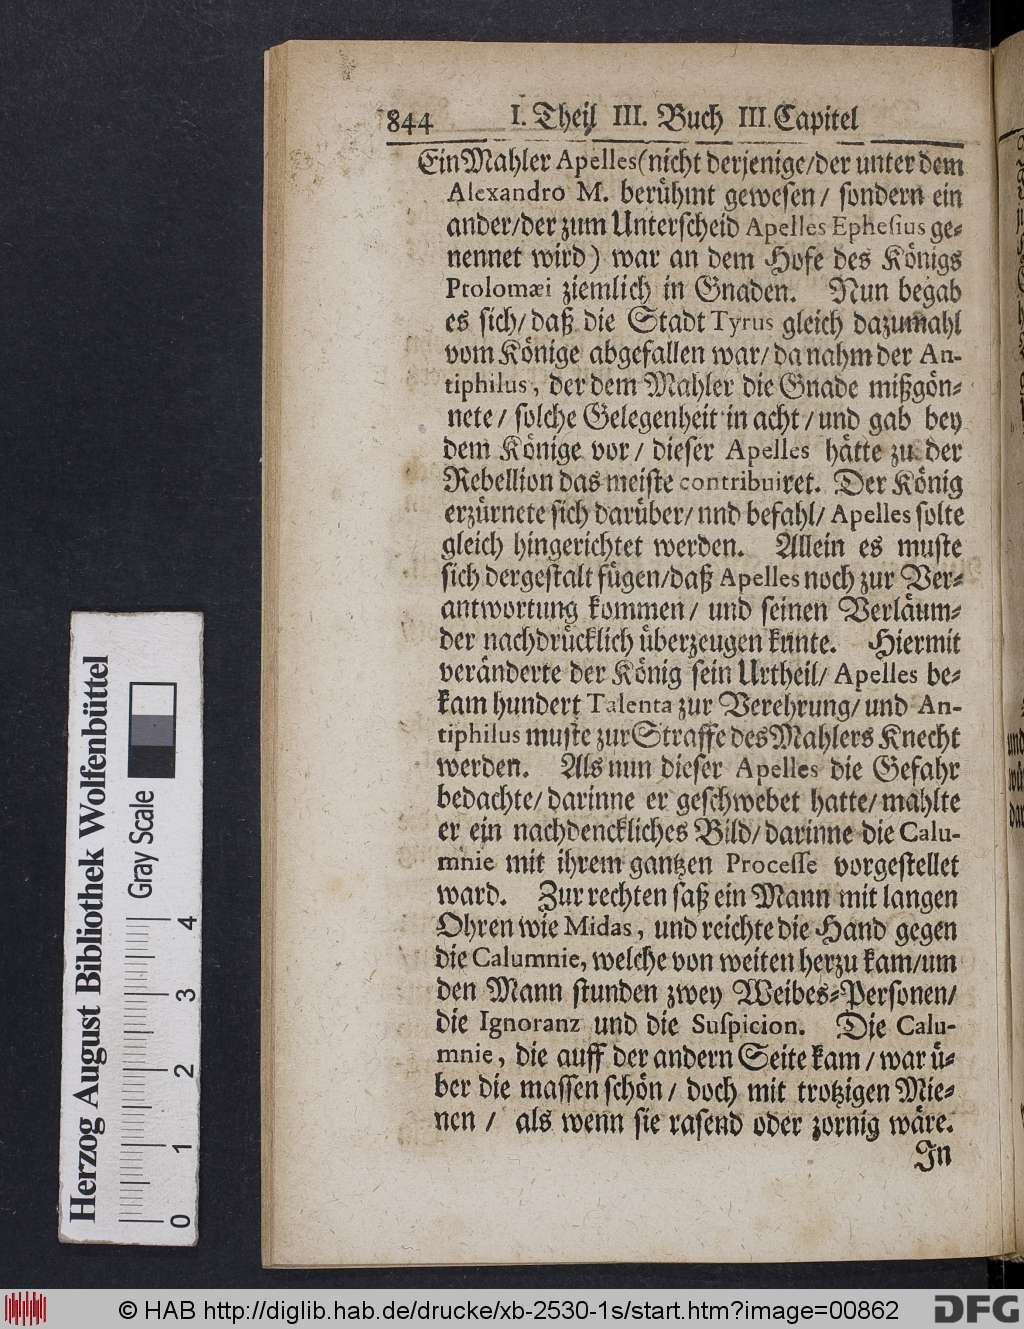 844 I. Theil III. Buch III. Capitel
Ein Mahler Apelles (nicht derjenige/ der unter dem
Alexandro M. berühmt gewesen/ sondern ein
ander/ der zum Unterscheid Apelles Ephesius ge-
nennet wird) war an dem Hofe des Königs
Ptolomæi ziemlich in Gnaden. Nun begab
es sich/ daß die Stadt Tyrus gleich dazumahl
vom Könige abgefallen war/ da nahm der An-
tiphilus, der dem Mahler die Gnade mißgön-
nete/ solche Gelegenheit in acht/ und gab bey
dem Könige vor/ dieser Apelles hätte zu der
Rebellion das meiste contribuiret. Der König
erzürnete sich darüber/ nnd befahl/ Apelles solte
gleich hingerichtet werden. Allein es muste
sich dergestalt fügen/ daß Apelles noch zur Ver-
antwortung kommen/ und seinen Verläum-
der nachdrücklich überzeugen kunte. Hiermit
veränderte der König sein Urtheil/ Apelles be-
kam hundert Talenta zur Verehrung/ und An-
tiphilus muste zur Straffe des Mahlers Knecht
werden. Als nun dieser Apelles die Gefahr
bedachte/ darinne er geschwebet hatte/ mahlte
er ein nachdenckliches Bild/ darinne die Calu-
mnie mit ihrem gantzen Processe vorgestellet
ward. Zur rechten saß ein Mann mit langen
Ohren wie Midas, und reichte die Hand gegen
die Calumnie, welche von weiten herzu kam/ um
den Mann stunden zwey Weibes-Personen/
die Ignoranz und die Suspicion. Die Calu-
mnie, die auff der andern Seite kam/ war ü-
ber die massen schön/ doch mit trotzigen Mie-
nen/ als wenn sie rasend oder zornig wäre.
In
Herzog August Bibliothek Wolfenbüttel
Gray Scale
0 1 2 3 4
© HAB http://diglib.hab.de/drucke/xb-2530-1s/start.htm?image=00862
DFG